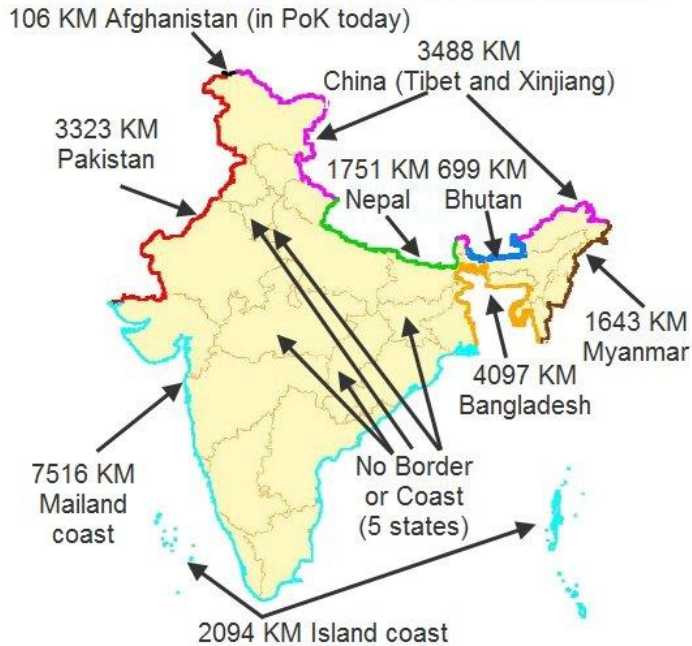 106 KM Afghanistan (in PoK today)
3488 KM
China (Tibet and Xinjiang)
3323 KM
Pakistan
1751 KM
Nepal
699 KM
Bhutan
1643 KM
Myanmar
4097 KM
Bangladesh
7516 KM
Mailand
coast
No Border
or Coast
(5 states)
2094 KM Island coast